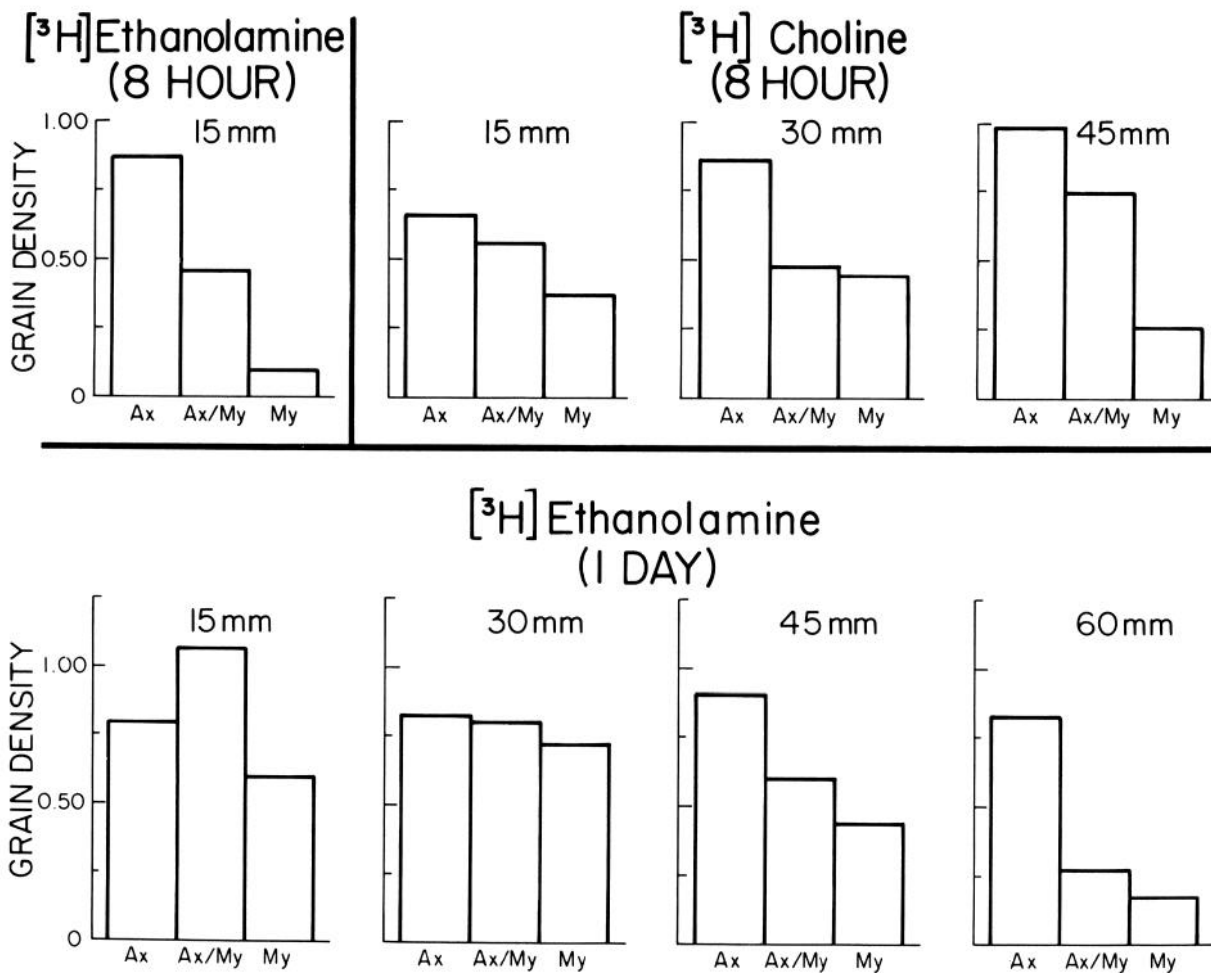 [³H] Ethanolamine
(8 HOUR)
[³H] Choline
(8 HOUR)
15 mm
15 mm
30 mm
45 mm
GRAIN DENSITY
1.00
0.50
0
Ax Ax/My My
Ax Ax/My My
Ax Ax/My My
Ax Ax/My My
[³H] Ethanolamine
(1 DAY)
15 mm
30 mm
45 mm
60 mm
GRAIN DENSITY
1.00
0.50
0
Ax Ax/My My
Ax Ax/My My
Ax Ax/My My
Ax Ax/My My